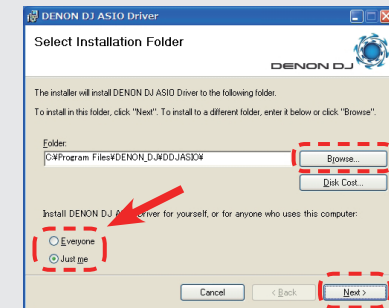 DENON DJ ASIO Driver
Select Installation Folder
DENON DJ
The installer will install DENON DJ ASIO Driver to the following folder.
To install in this folder, click "Next". To install to a different folder, enter it below or click "Browse".
Folder:
C:¥Program Files¥DENON_DJ¥DDJASIO¥
Browse...
Disk Cost...
Install DENON DJ ASIO Driver for yourself, or for anyone who uses this computer:
Everyone
Just me
Cancel
< Back
Next >